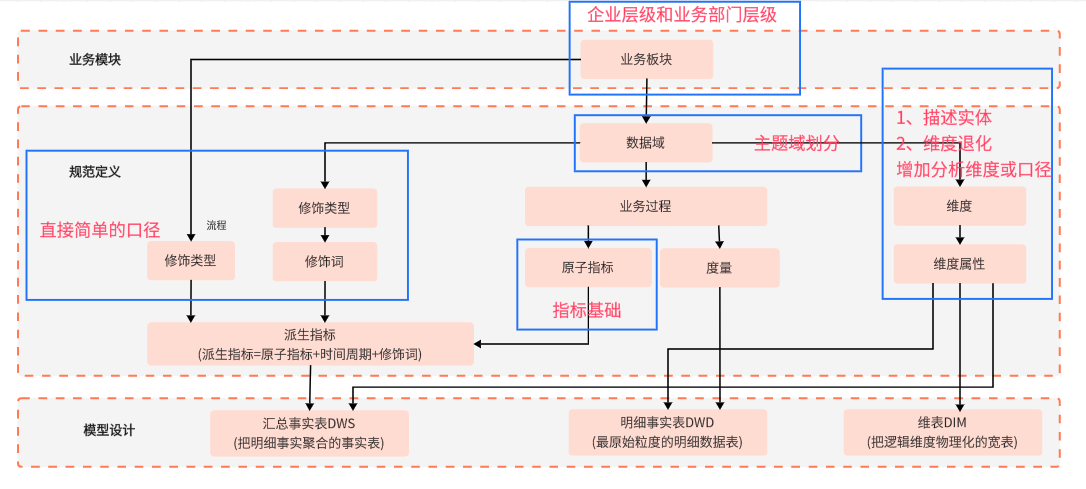 企业层级和业务部门层级
业务模块
业务板块
1、描述实体
2、维度退化
增加分析维度或口径
数据域
主题域划分
规范定义
修饰类型
业务过程
维度
直接简单的口径
流程
修饰类型
修饰词
原子指标
度量
维度属性
指标基础
派生指标
(派生指标=原子指标+时间周期+修饰词)
模型设计
汇总事实表DWS
(把明细事实聚合的事实表)
明细事实表DWD
(最原始粒度的明细数据表)
维表DIM
(把逻辑维度物理化的宽表)